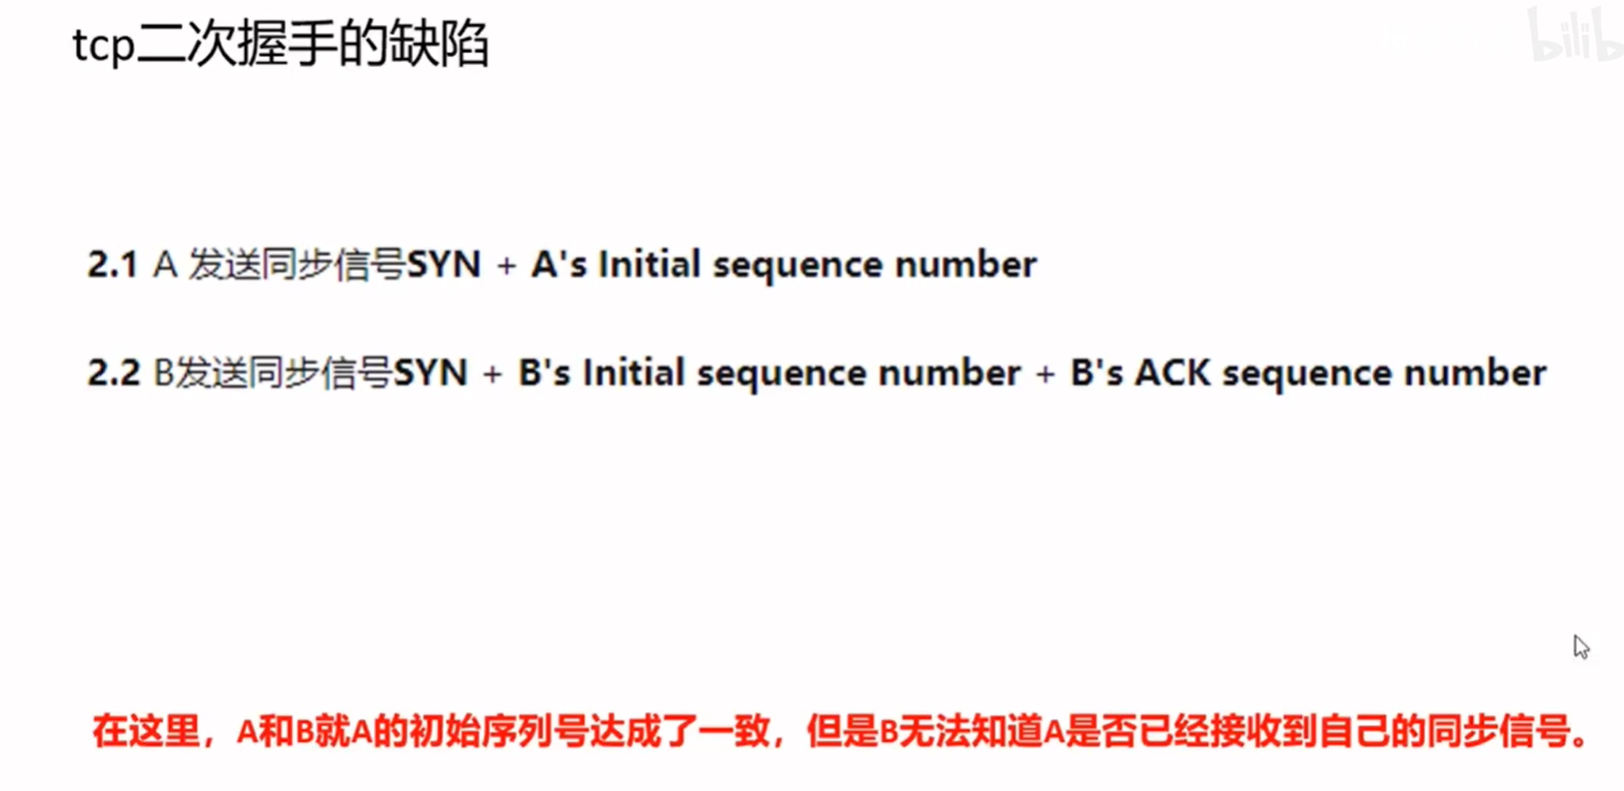 tcp二次握手的缺陷
2.1 A 发送同步信号SYN + A's Initial sequence number
2.2 B发送同步信号SYN + B's Initial sequence number + B's ACK sequence number
在这里，A和B就A的初始序列号达成了一致，但是B无法知道A是否已经接收到自己的同步信号。